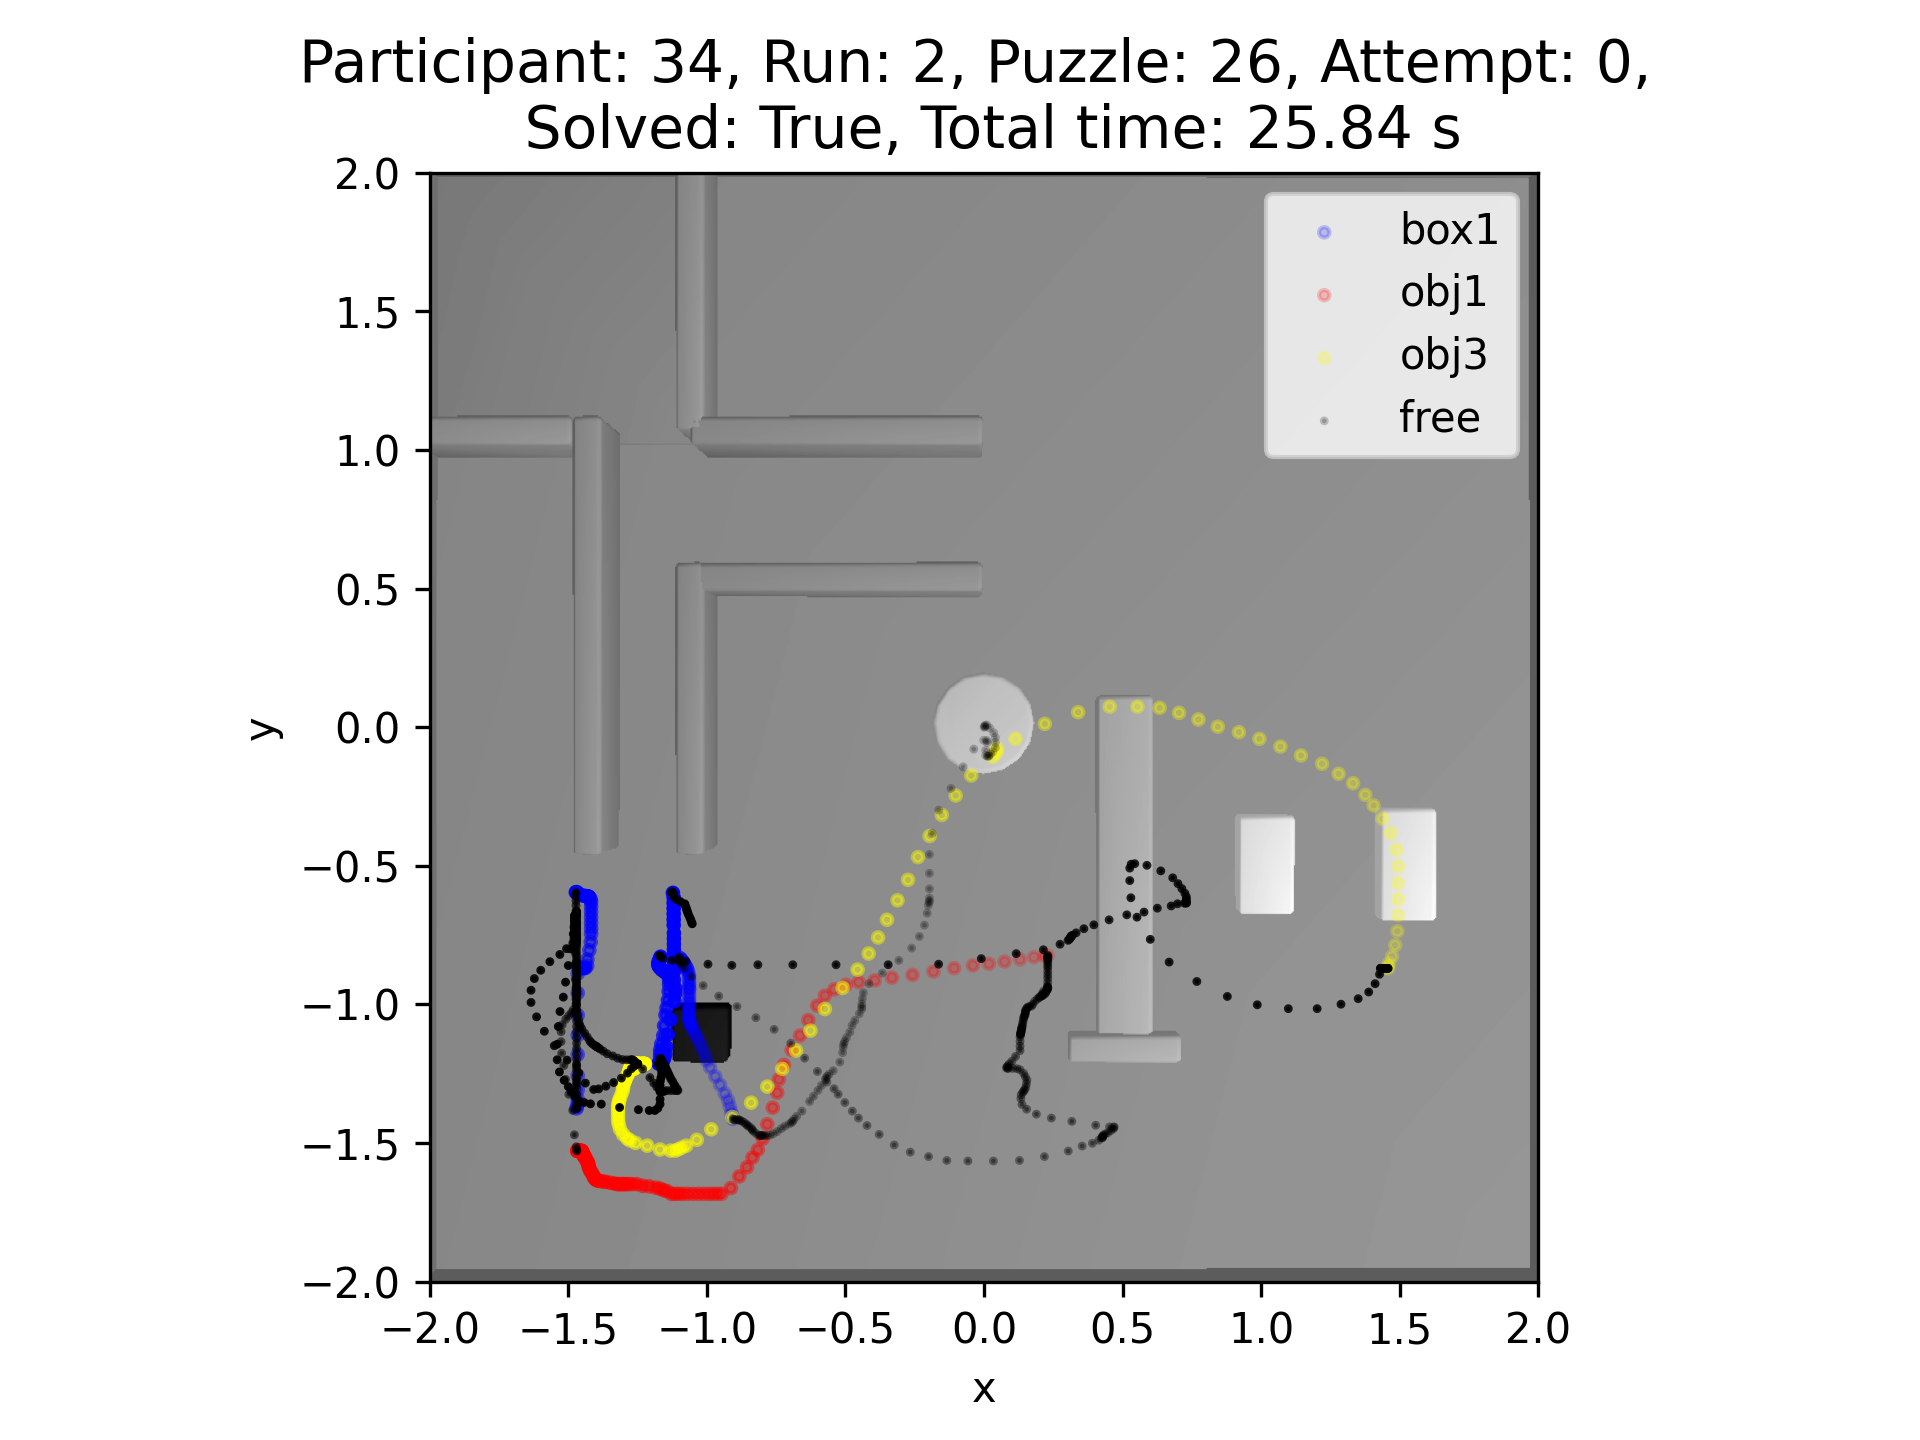 Participant: 34, Run: 2, Puzzle: 26, Attempt: 0,
Solved: True, Total time: 25.84 s
2.0
1.5
1.0
0.5
0.0
−0.5
−1.0
−1.5
−2.0
y
box1
obj1
obj3
free
−2.0 −1.5 −1.0 −0.5 0.0 0.5 1.0 1.5 2.0
x